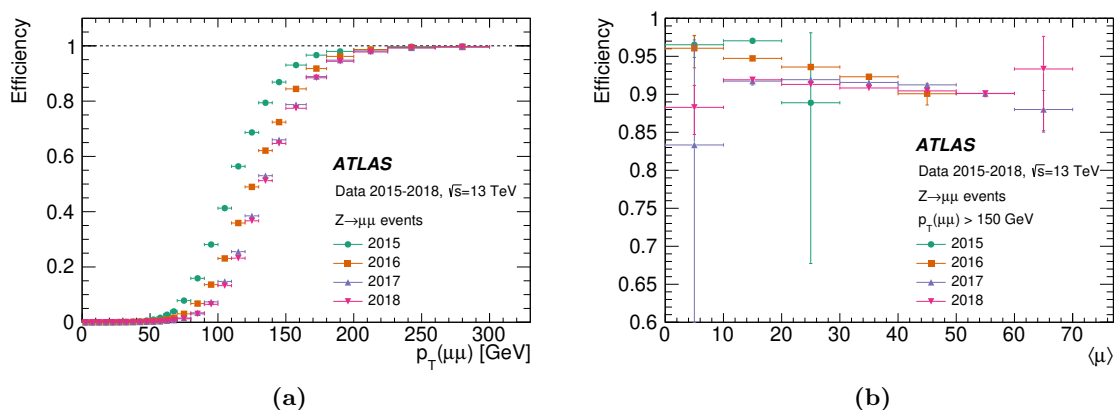 Efficiency
1
0.8
0.6
0.4
0.2
0
ATLAS
Data 2015-2018, √s=13 TeV
Z→μμ events
2015
2016
2017
2018
0 50 100 150 200 250 300
p_T(μμ) [GeV]
(a)
Efficiency
1
0.95
0.9
0.85
0.8
0.75
0.7
0.65
0.6
ATLAS
Data 2015-2018, √s=13 TeV
Z→μμ events
p_T(μμ) > 150 GeV
2015
2016
2017
2018
0 10 20 30 40 50 60 70
⟨μ⟩
(b)